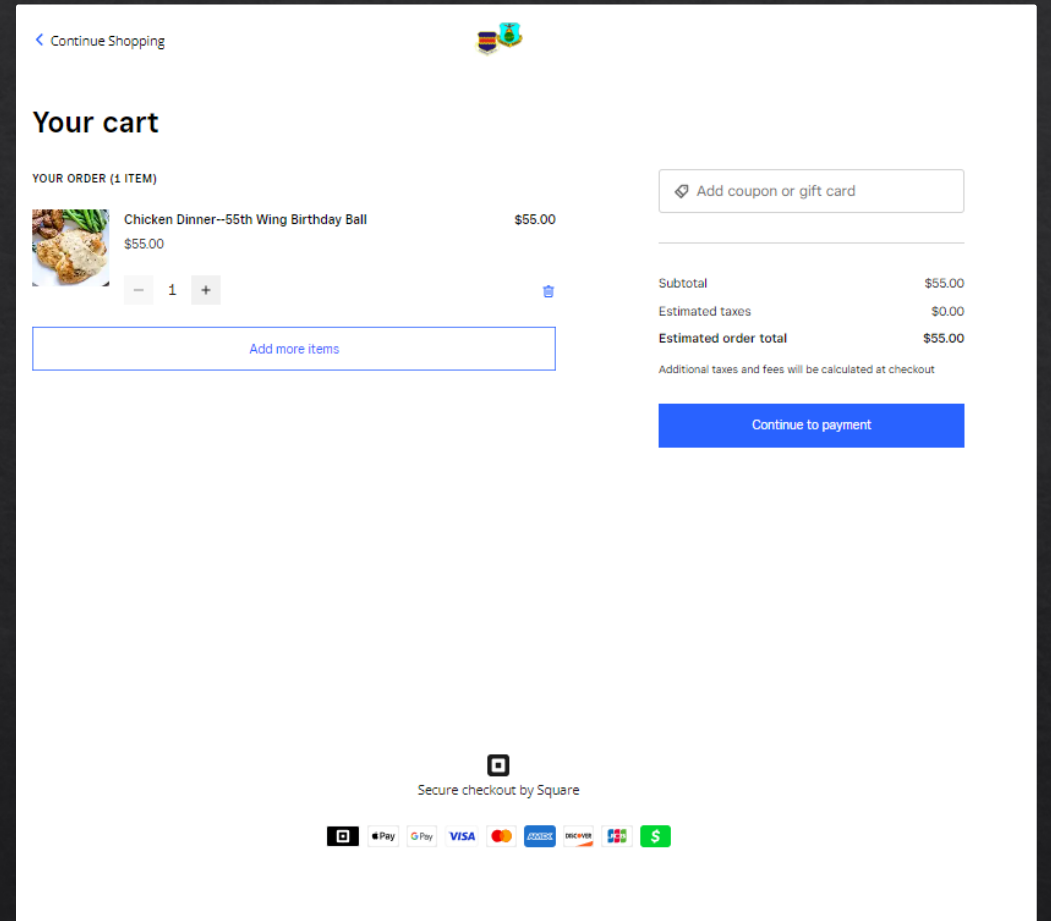 Continue Shopping
Your cart
YOUR ORDER (1 ITEM)
Chicken Dinner--55th Wing Birthday Ball $55.00
$55.00
1
Add more items
Add coupon or gift card
Subtotal $55.00
Estimated taxes $0.00
Estimated order total $55.00
Additional taxes and fees will be calculated at checkout
Continue to payment
Secure checkout by Square
Pay G Pay VISA AMEX DISCOVER JCB $